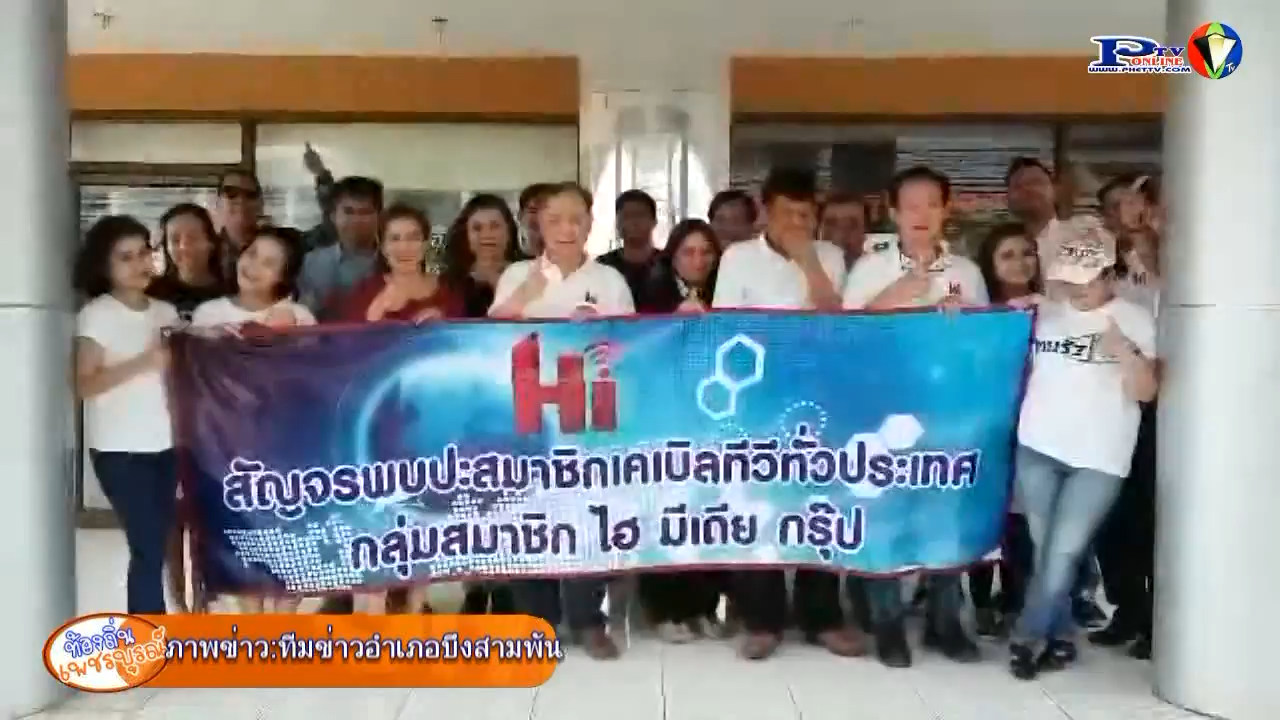 P TV ONLINE
WWW.PHETTV.COM
Hi
สัญจรพบปะสมาชิกเคเบิลทีวีทั่วประเทศ
กลุ่มสมาชิก ไฮ มีเดีย กรุ๊ป
ท้องถิ่น
เพชรบูรณ์
ภาพข่าว:ทีมข่าวอำเภอบึงสามพัน